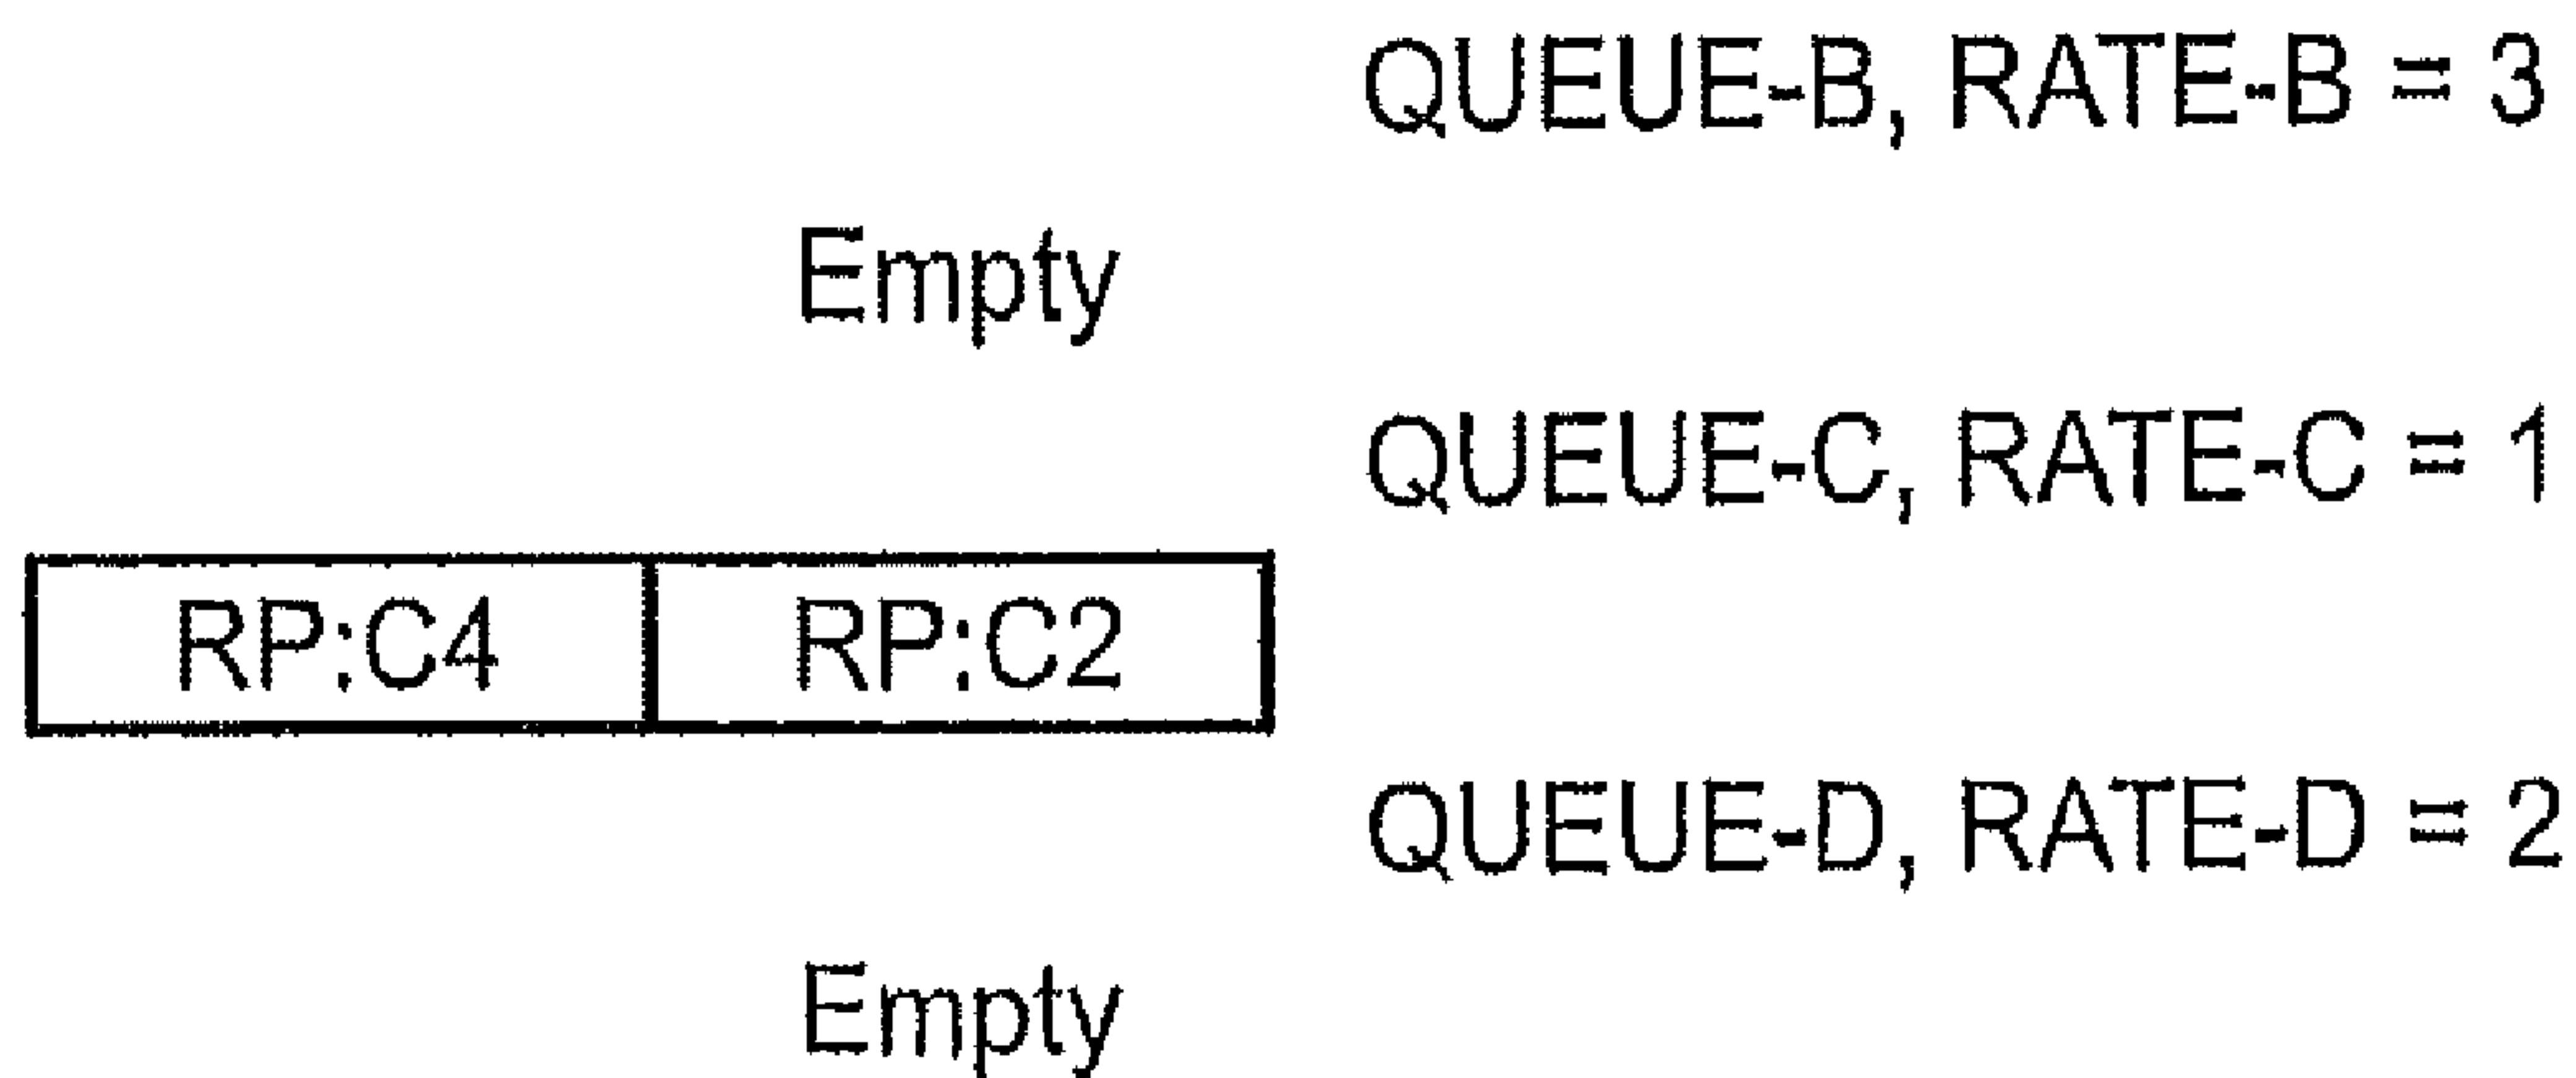 QUEUE-B, RATE-B = 3
Empty
QUEUE-C, RATE-C = 1
RP:C4 RP:C2
QUEUE-D, RATE-D = 2
Empty